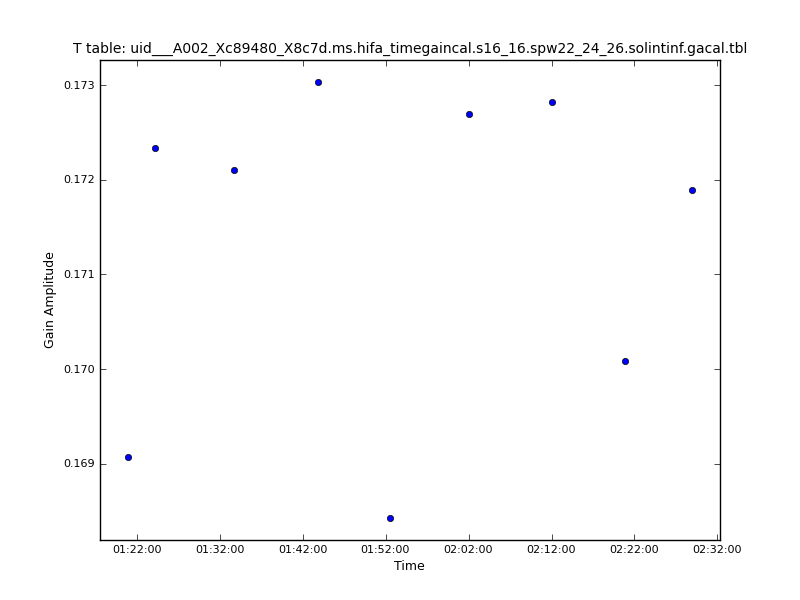 T table: uid___A002_Xc89480_X8c7d.ms.hifa_timegaincal.s16_16.spw22_24_26.solintinf.gacal.tbl
0.173
0.172
0.171
0.170
0.169
Gain Amplitude
01:22:00 01:32:00 01:42:00 01:52:00 02:02:00 02:12:00 02:22:00 02:32:00
Time